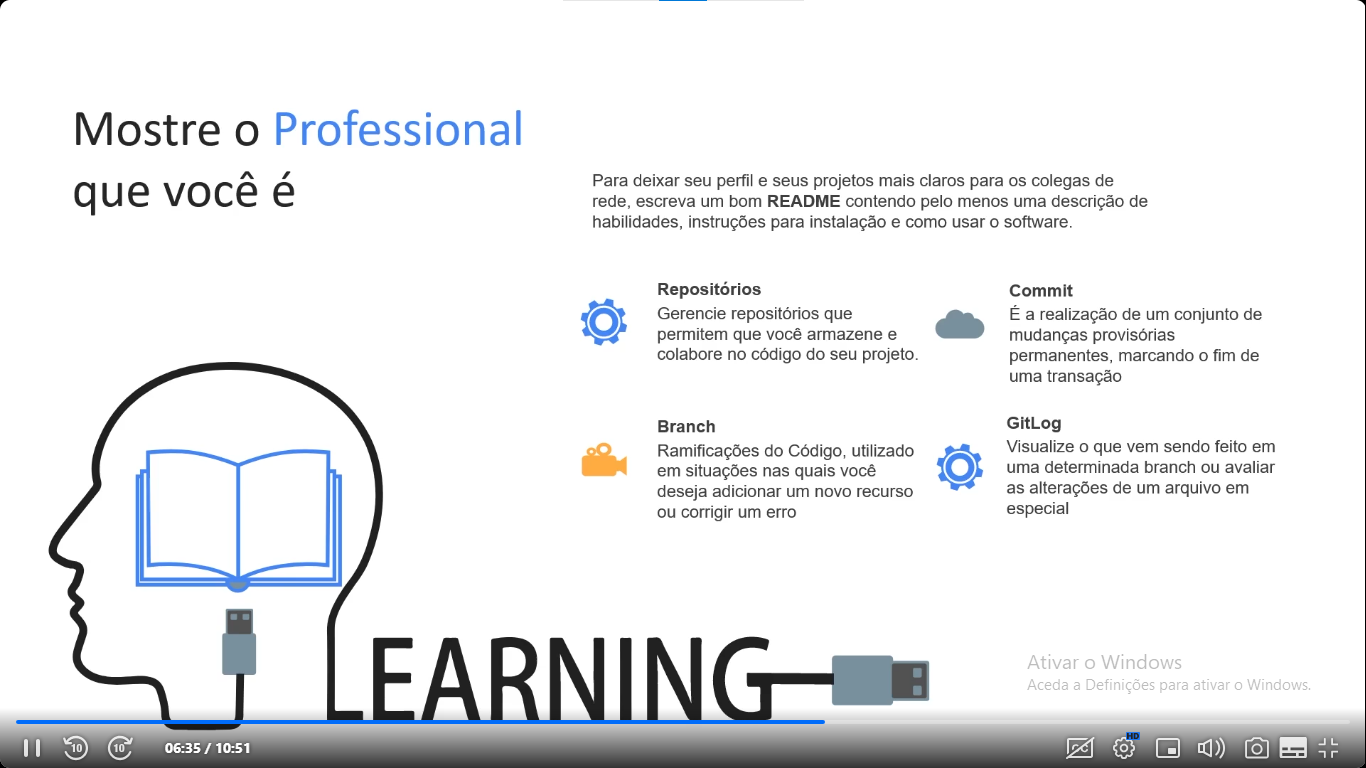 Mostre o Professional
que você é
Para deixar seu perfil e seus projetos mais claros para os colegas de
rede, escreva um bom README contendo pelo menos uma descrição de
habilidades, instruções para instalação e como usar o software.
Repositórios
Gerencie repositórios que
permitem que você armazene e
colabore no código do seu projeto.
Commit
É a realização de um conjunto de
mudanças provisórias
permanentes, marcando o fim de
uma transação
Branch
Ramificações do Código, utilizado
em situações nas quais você
deseja adicionar um novo recurso
ou corrigir um erro
GitLog
Visualize o que vem sendo feito em
uma determinada branch ou avaliar
as alterações de um arquivo em
especial
LEARNING
Ativar o Windows
Aceda a Definições para ativar o Windows.
10
10
06:35 / 10:51
CC
HD